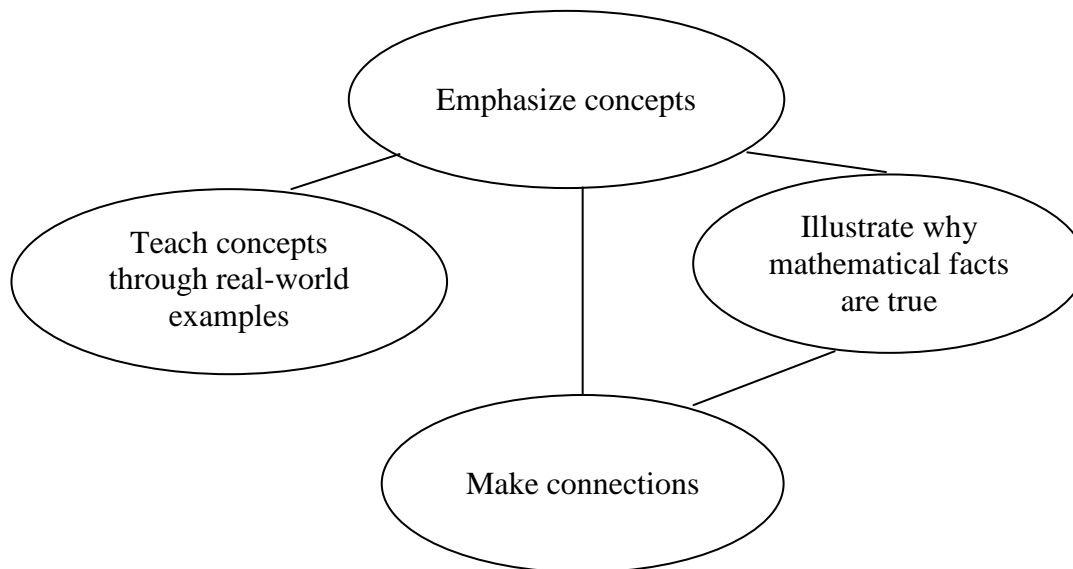 Emphasize concepts
Teach concepts
through real-world
examples
Illustrate why
mathematical facts
are true
Make connections